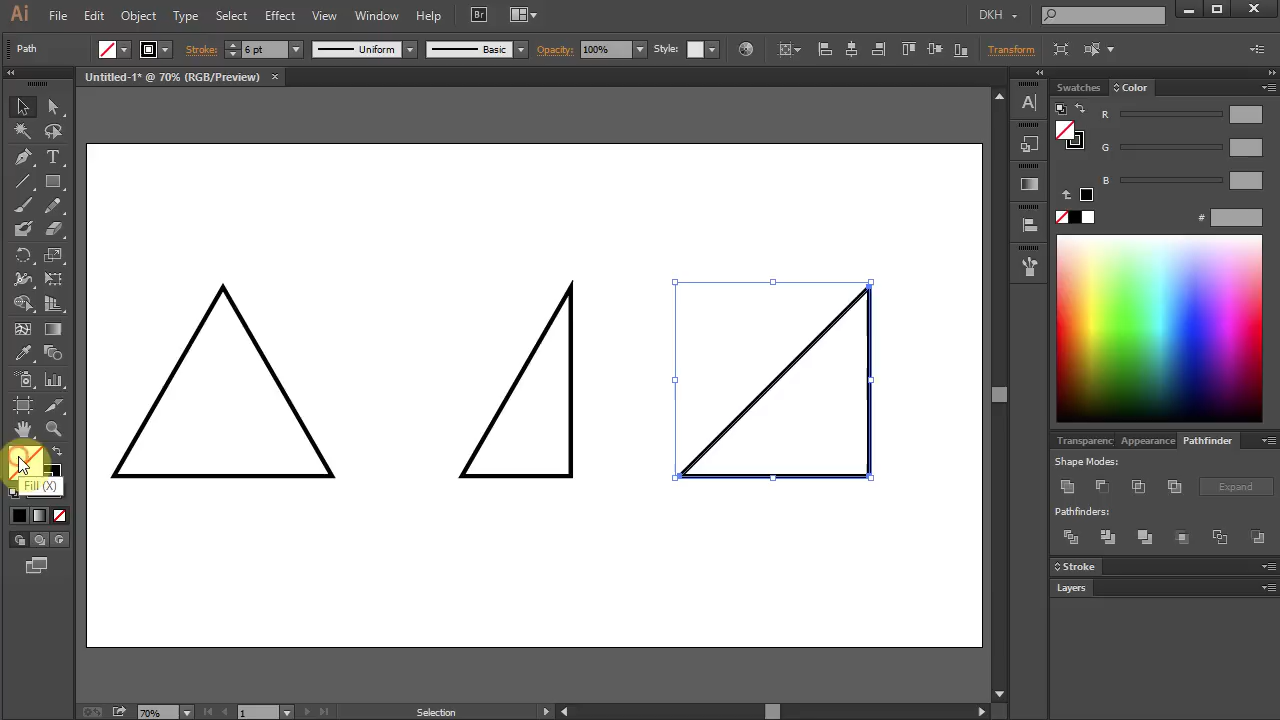 Ai File Edit Object Type Select Effect View Window Help Br DKH
Path Stroke: 6 pt Uniform Basic Opacity: 100% Style: Transform
Untitled-1* @ 70% (RGB/Preview)
Swatches Color
R
G
B
#
Fill (X)
Transparenc Appearance Pathfinder
Shape Modes:
Expand
Pathfinders:
Stroke
Layers
70% 1 Selection